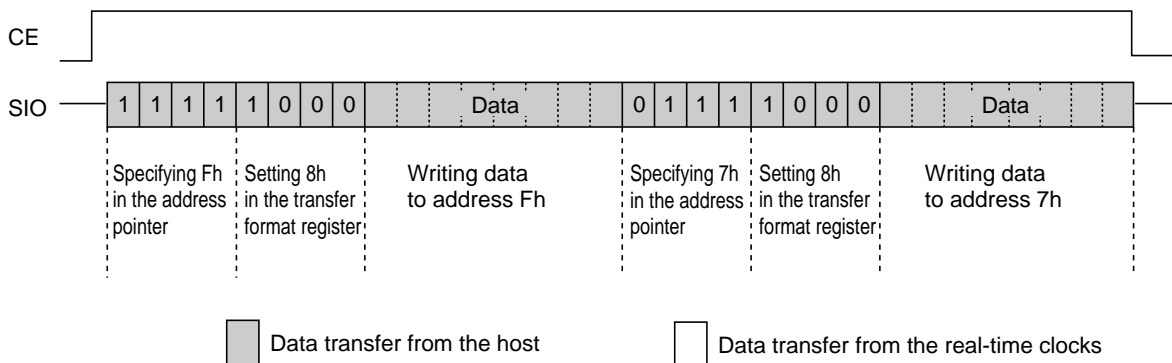 CE
SIO
1 1 1 1 1 0 0 0 Data 0 1 1 1 1 0 0 0 Data
Specifying Fh
in the address
pointer
Setting 8h
in the transfer
format register
Writing data
to address Fh
Specifying 7h
in the address
pointer
Setting 8h
in the transfer
format register
Writing data
to address 7h
Data transfer from the host
Data transfer from the real-time clocks